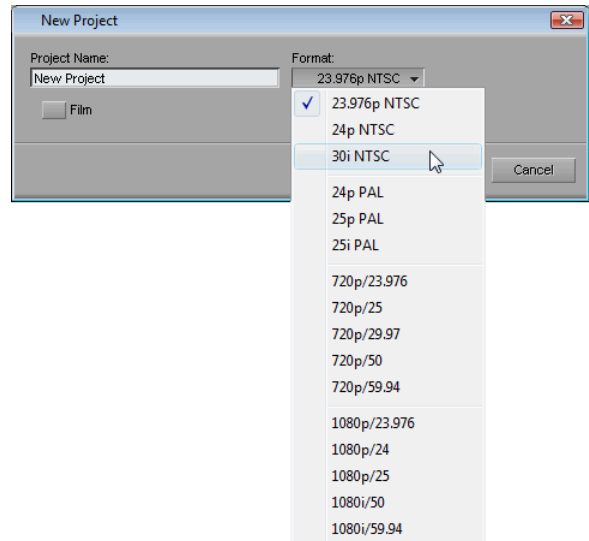 New Project
Project Name:
Format:
New Project
23.976p NTSC
Film
23.976p NTSC
24p NTSC
30i NTSC
Cancel
24p PAL
25p PAL
25i PAL
720p/23.976
720p/25
720p/29.97
720p/50
720p/59.94
1080p/23.976
1080p/24
1080p/25
1080i/50
1080i/59.94